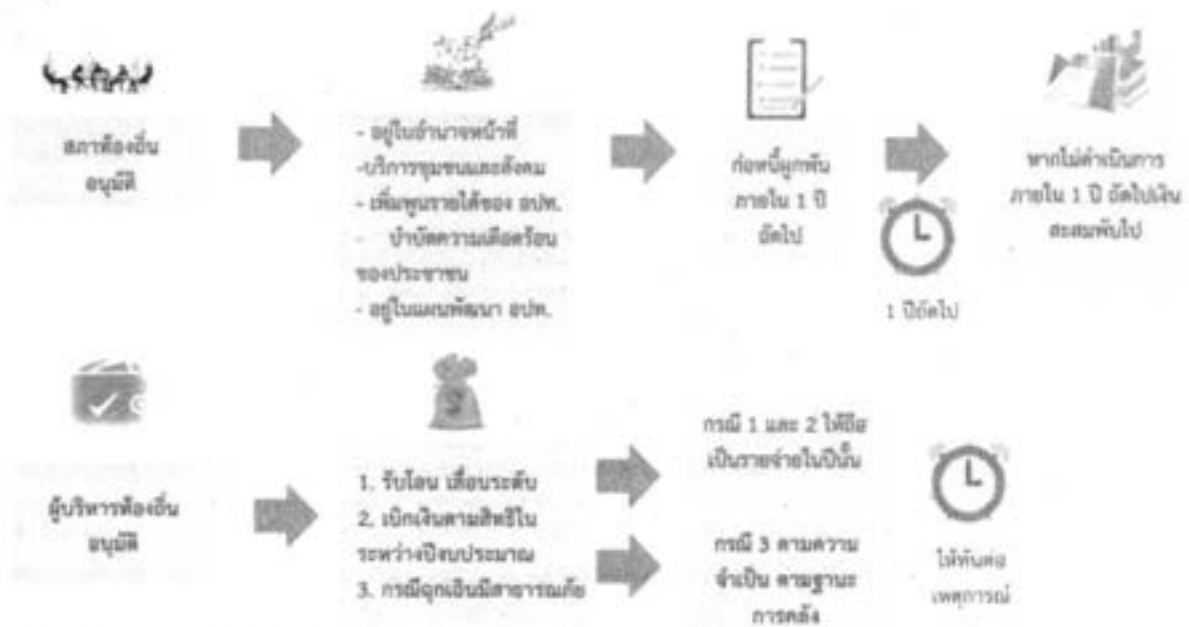 สภาท้องถิ่น
อนุมัติ
- อยู่ในอำนาจหน้าที่
-บริการชุมชนและสังคม
- เพิ่มพูนรายได้ของ อปท.
- บำบัดความเดือดร้อน
ของประชาชน
- อยู่ในแผนพัฒนา อปท.
ก่อหนี้ผูกพัน
ภายใน 1 ปี
ถัดไป
1 ปีถัดไป
หากไม่ดำเนินการ
ภายใน 1 ปี ถัดไปเงิน
สะสมพับไป
ผู้บริหารท้องถิ่น
อนุมัติ
1. รับโอน เลื่อนระดับ
2. เบิกเงินตามสิทธิใน
ระหว่างปีงบประมาณ
3. กรณีฉุกเฉินมีสาธารณภัย
กรณี 1 และ 2 ให้ถือ
เป็นรายจ่ายในปีนั้น
กรณี 3 ตามความ
จำเป็น ตามฐานะ
การคลัง
ให้ทันต่อ
เหตุการณ์